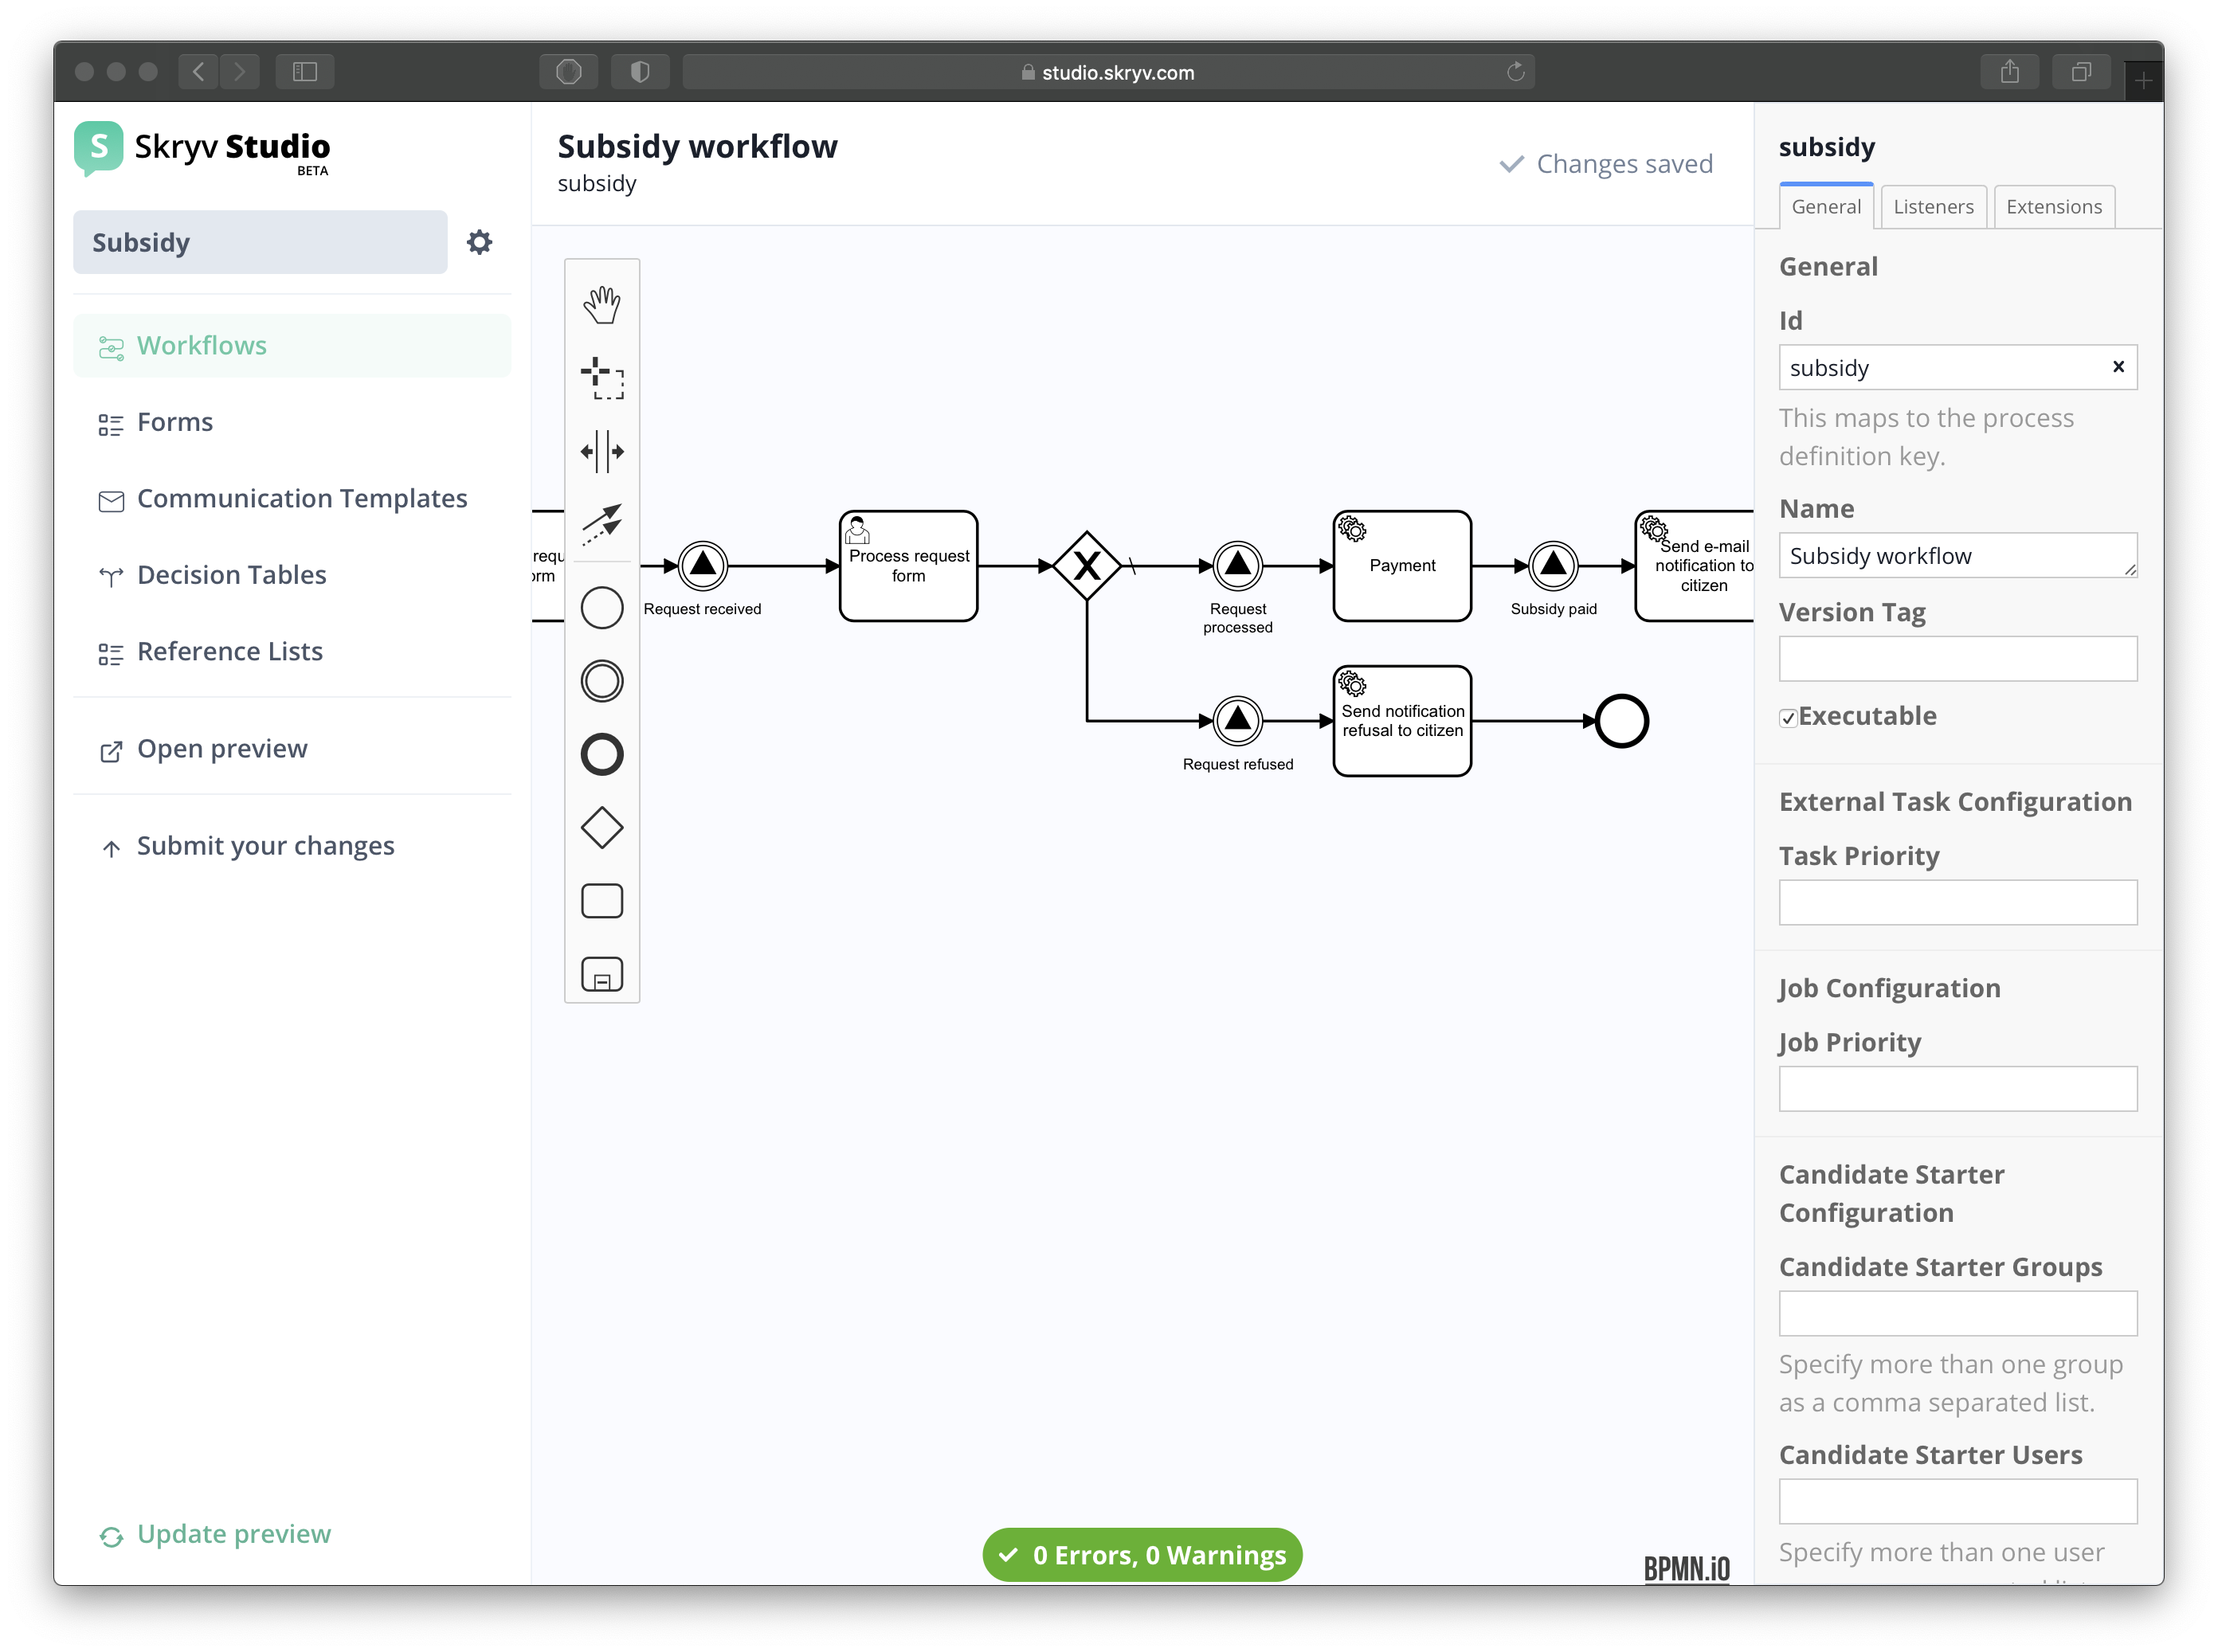 studio.skryv.com
S Skryv Studio
BETA
Subsidy
Workflows
Forms
Communication Templates
Decision Tables
Reference Lists
Open preview
Submit your changes
Update preview
Subsidy workflow
subsidy
Changes saved
requ
orm
Request received
Process request
form
X
Request
processed
Payment
Subsidy paid
Send e-mail
notification to
citizen
Request refused
Send notification
refusal to citizen
0 Errors, 0 Warnings
BPMN.iO
subsidy
General Listeners Extensions
General
Id
subsidy
This maps to the process
definition key.
Name
Subsidy workflow
Version Tag
Executable
External Task Configuration
Task Priority
Job Configuration
Job Priority
Candidate Starter
Configuration
Candidate Starter Groups
Specify more than one group
as a comma separated list.
Candidate Starter Users
Specify more than one user